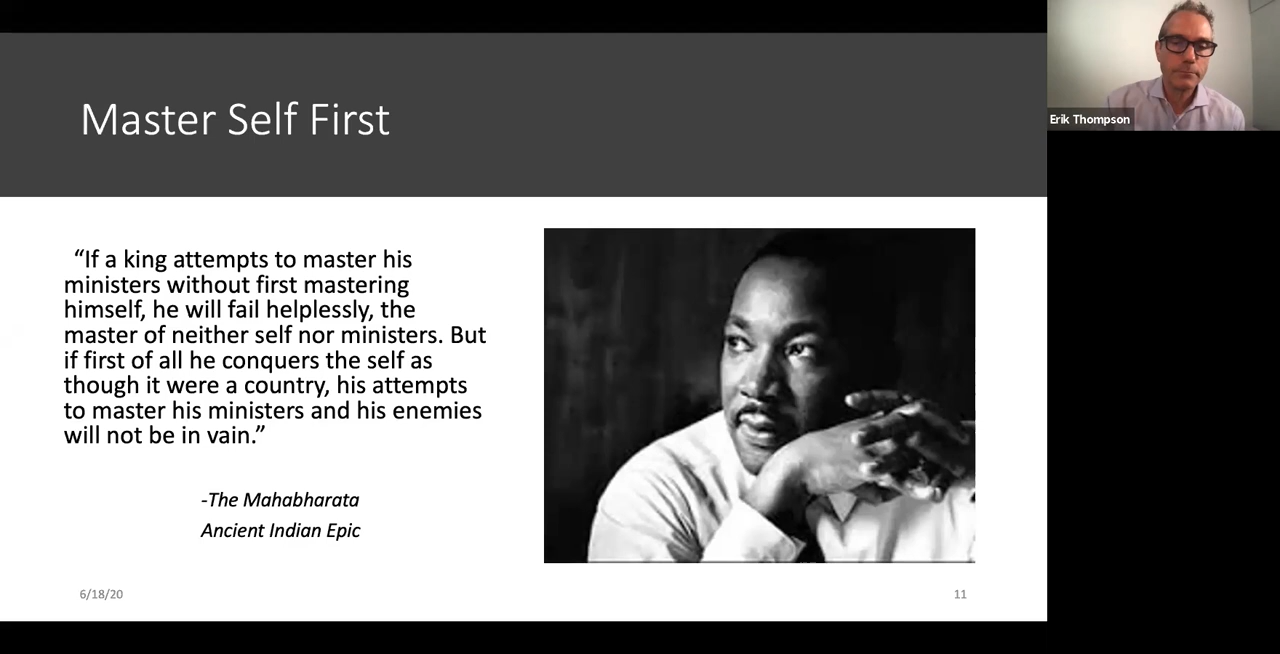 Master Self First
Erik Thompson
“If a king attempts to master his
ministers without first mastering
himself, he will fail helplessly, the
master of neither self nor ministers. But
if first of all he conquers the self as
though it were a country, his attempts
to master his ministers and his enemies
will not be in vain.”
-The Mahabharata
Ancient Indian Epic
6/18/20
11